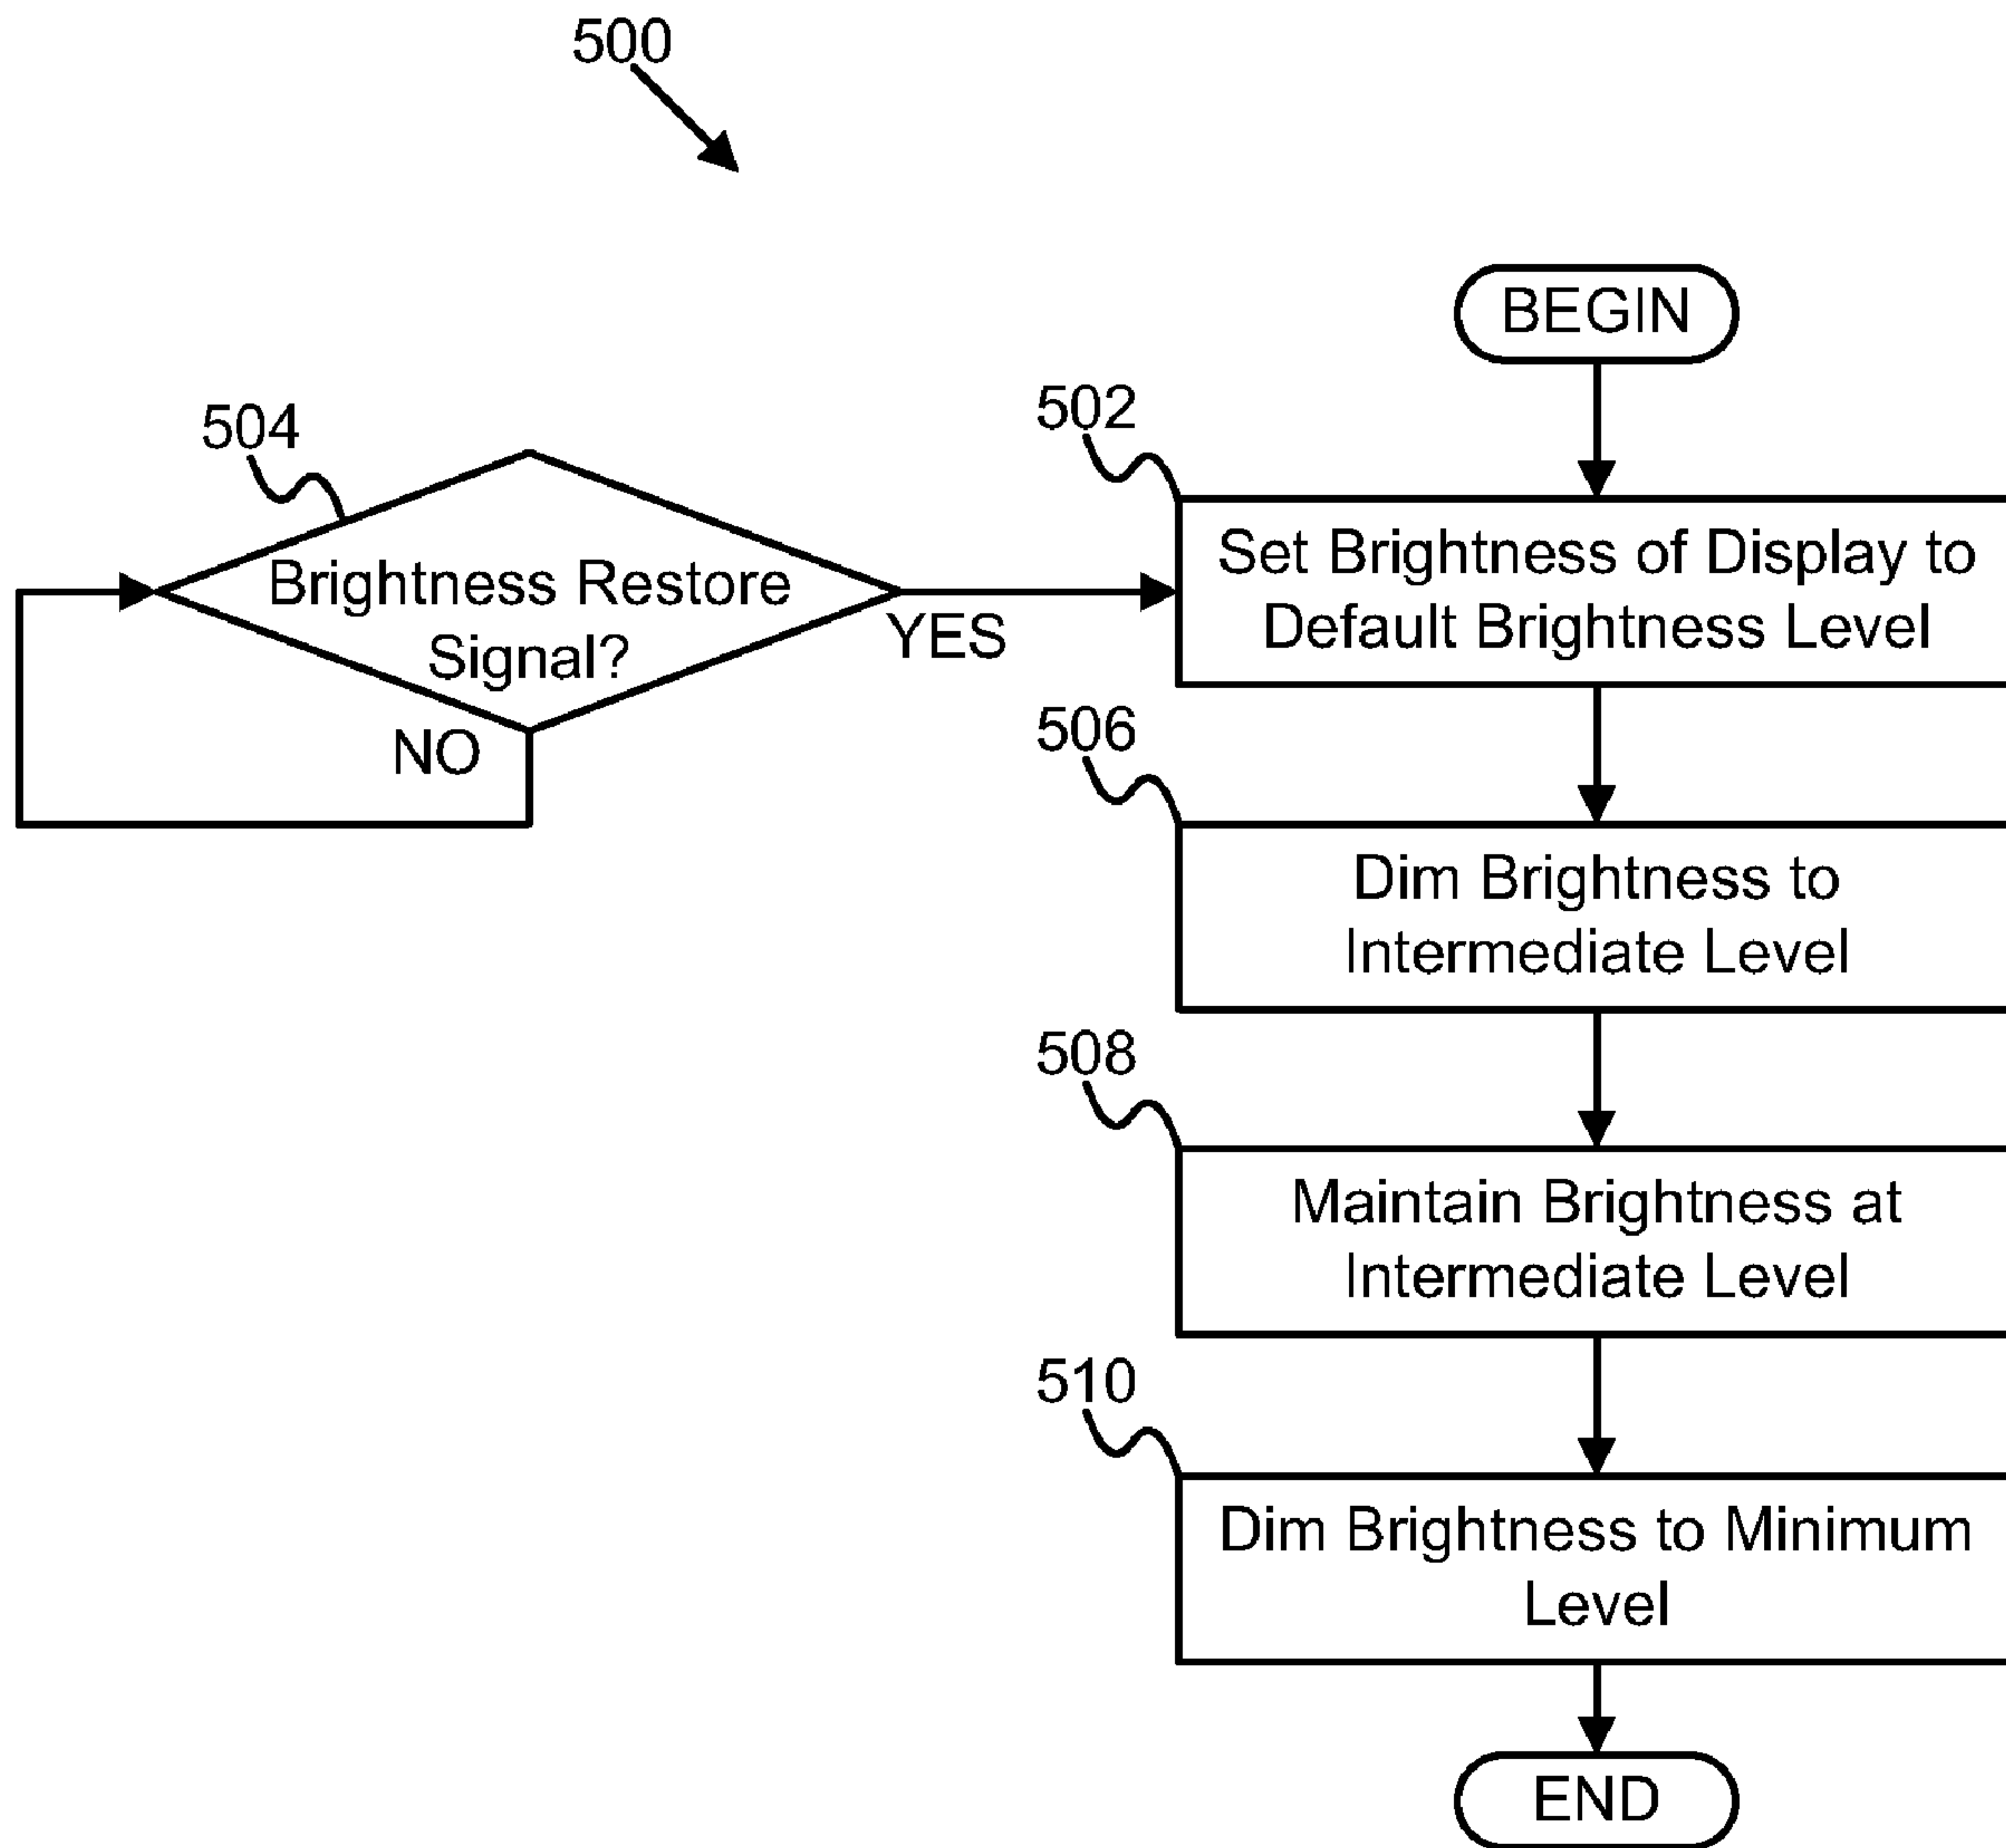 500
BEGIN
504
502
Brightness Restore
Signal?
YES
NO
Set Brightness of Display to
Default Brightness Level
506
Dim Brightness to
Intermediate Level
508
Maintain Brightness at
Intermediate Level
510
Dim Brightness to Minimum
Level
END